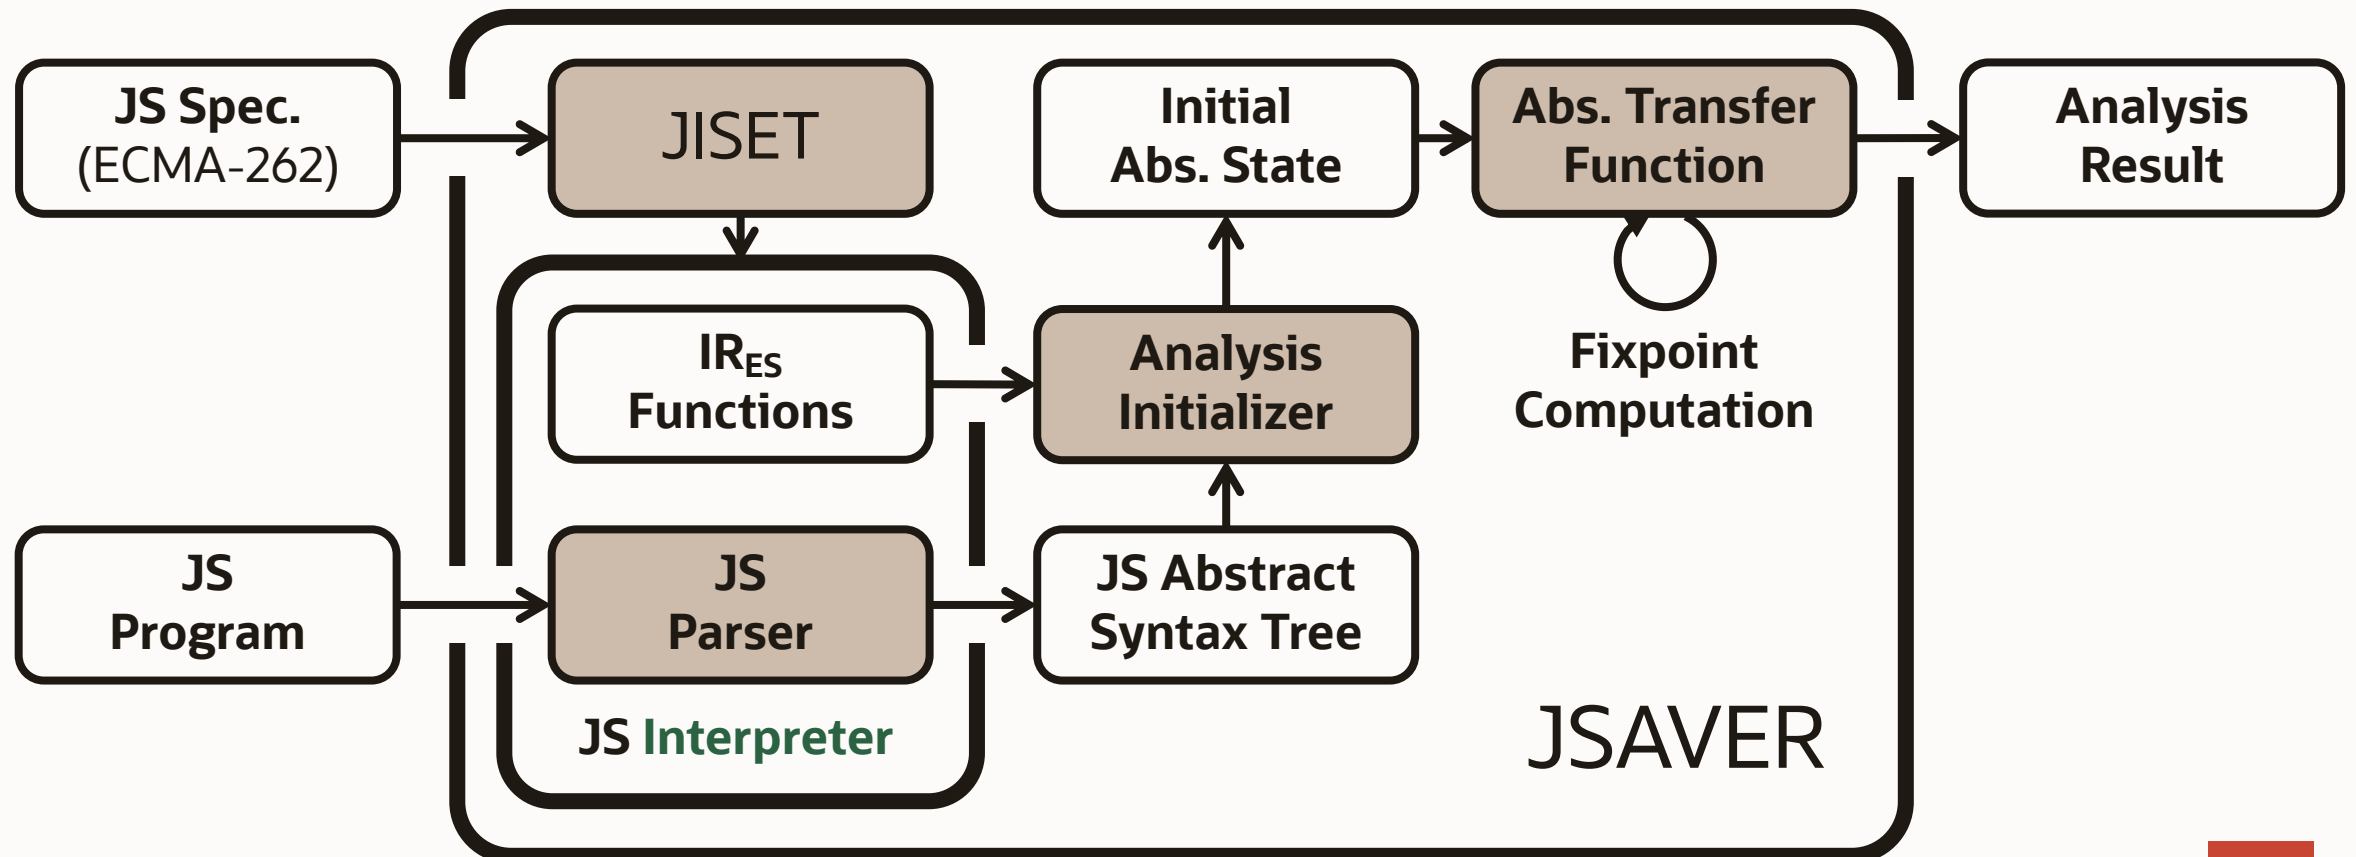 JS Spec.
(ECMA-262)
JISET
Initial
Abs. State
Abs. Transfer
Function
Analysis
Result
IRES
Functions
Analysis
Initializer
Fixpoint
Computation
JS
Program
JS
Parser
JS Abstract
Syntax Tree
JS Interpreter
JSAVER